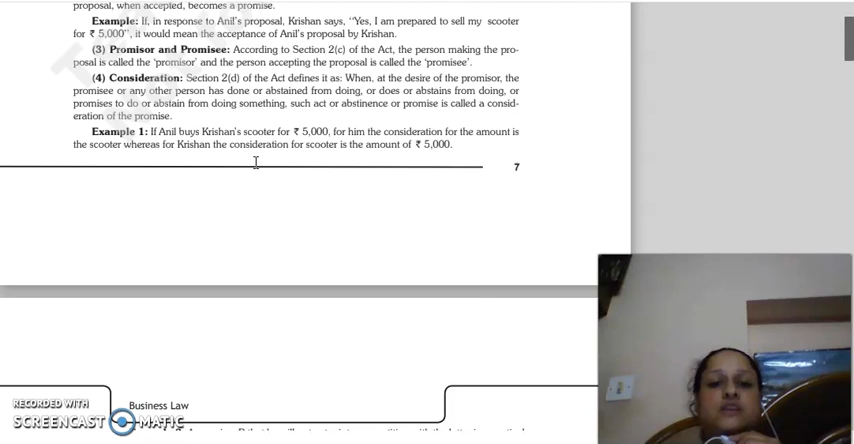 posal, when accepted, becomes a promise.
Example: If, in response to Anil's proposal, Krishan says, "Yes, I am prepared to sell my scooter
for ₹ 5,000", it would mean the acceptance of Anil's proposal by Krishan.
(3) Promisor and Promisee: According to Section 2(c) of the Act, the person making the pro-
posal is called the 'promisor' and the person accepting the proposal is called the 'promisee'.
(4) Consideration: Section 2(d) of the Act defines it as: When, at the desire of the promisor, the
promisee or any other person has done or abstained from doing, or does or abstains from doing, or
promises to do or abstain from doing something, such act or abstinence or promise is called a consid-
eration of the promise.
Example 1: If Anil buys Krishan's scooter for ₹ 5,000, for him the consideration for the amount is
the scooter whereas for Krishan the consideration for scooter is the amount of ₹ 5,000.
7
Business Law
RECORDED WITH
SCREENCAST MATIC